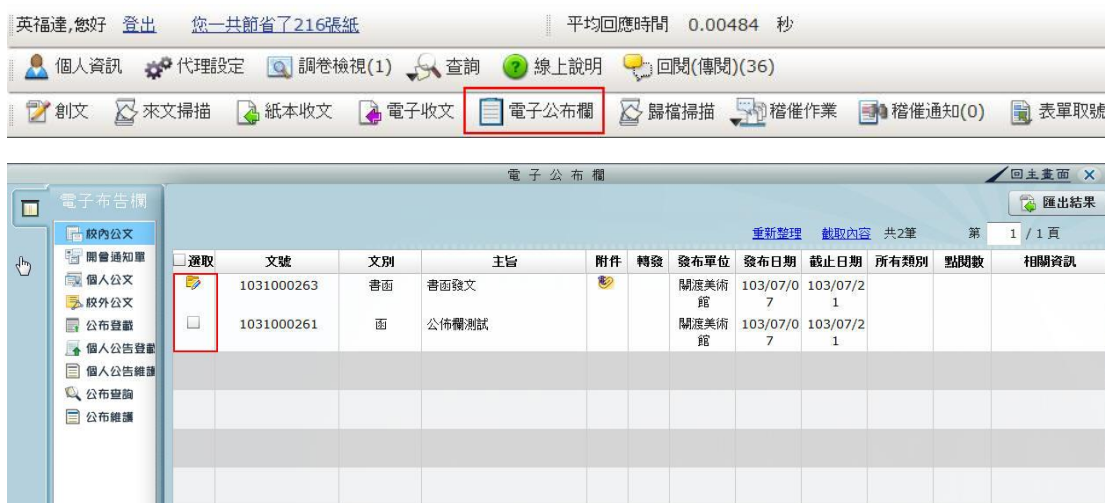 英福達,您好 登出 您一共節省了216張紙 平均回應時間 0.00484 秒
個人資訊 代理設定 調卷檢視(1) 查詢 線上說明 回閱(傳閱)(36)
創文 來文掃描 紙本收文 電子收文 電子公布欄 歸檔掃描 稽催作業 稽催通知(0) 表單取號
電子公布欄 回主畫面
電子布告欄 匯出結果
校內公文
開會通知單
個人公文
校外公文
公布登載
個人公告登載
個人公告維護
公布查詢
公布維護
重新整理 截取內容 共2筆 第 1 / 1 頁
選取 文號 文別 主旨 附件 轉發 發布單位 發布日期 截止日期 所有類別 點閱數 相關資訊
1031000263 書函 書函發文 關渡美術館 103/07/07 103/07/21
1031000261 函 公佈欄測試 關渡美術館 103/07/07 103/07/21